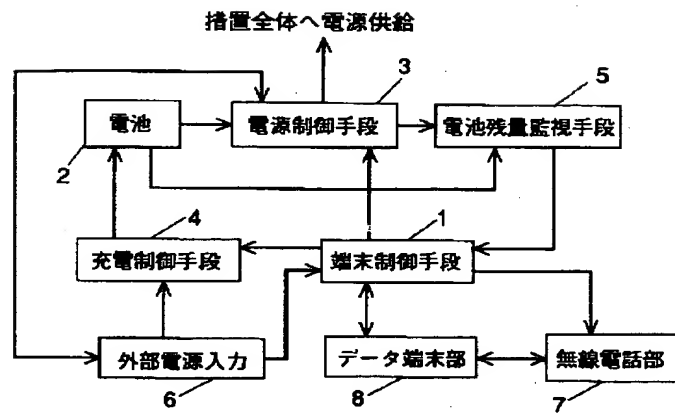 措置全体へ電源供給
3
5
電池
電源制御手段
電池残量監視手段
2
4
1
充電制御手段
端末制御手段
外部電源入力
データ端末部
無線電話部
6
8
7